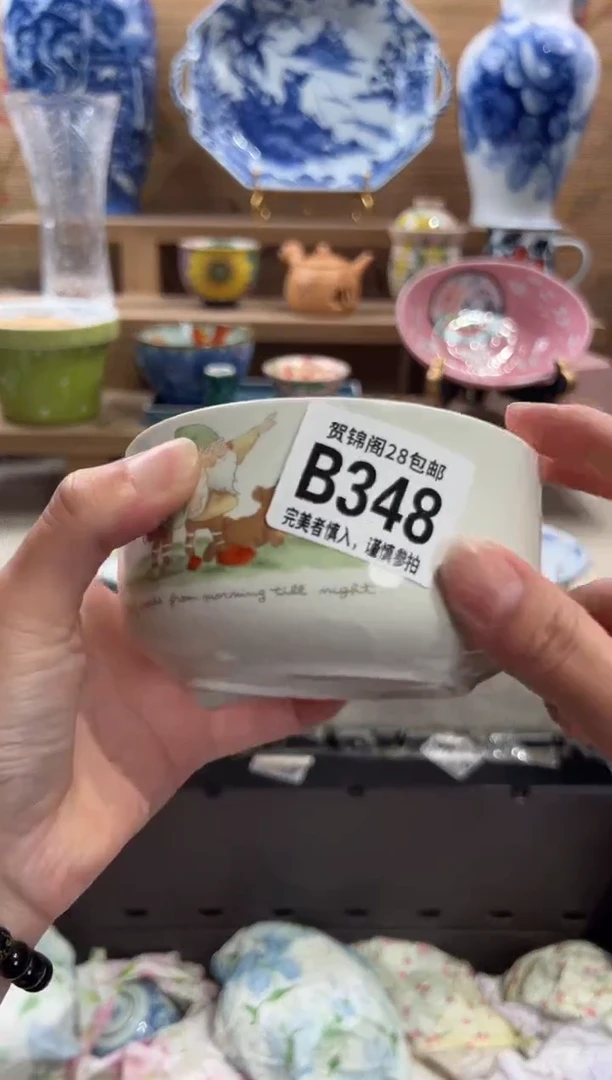 贺锦阁28包邮
B348
完美者慎入，谨慎参拍
from morning till night